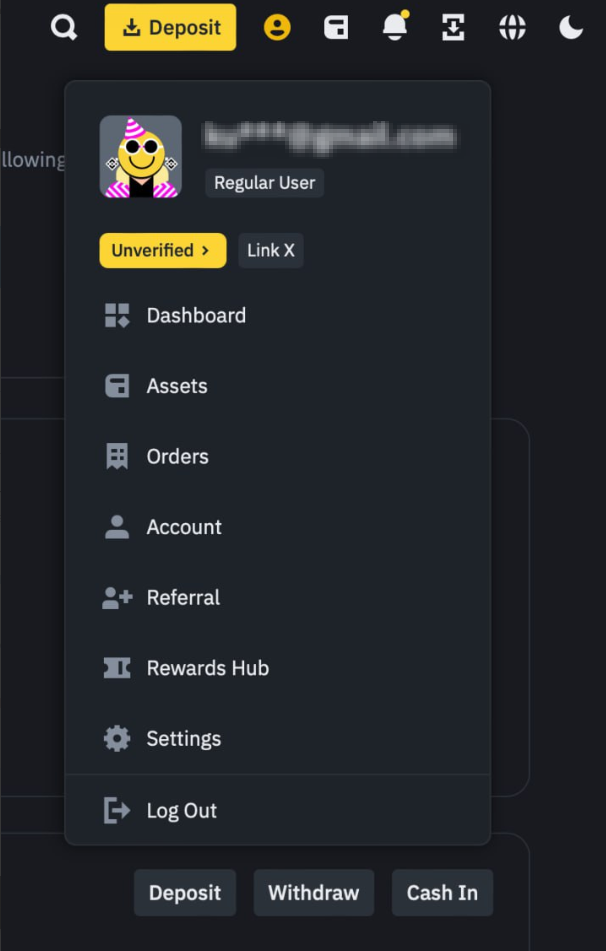 Deposit
llowing
Regular User
Unverified >
Link X
Dashboard
Assets
Orders
Account
Referral
Rewards Hub
Settings
Log Out
Deposit
Withdraw
Cash In